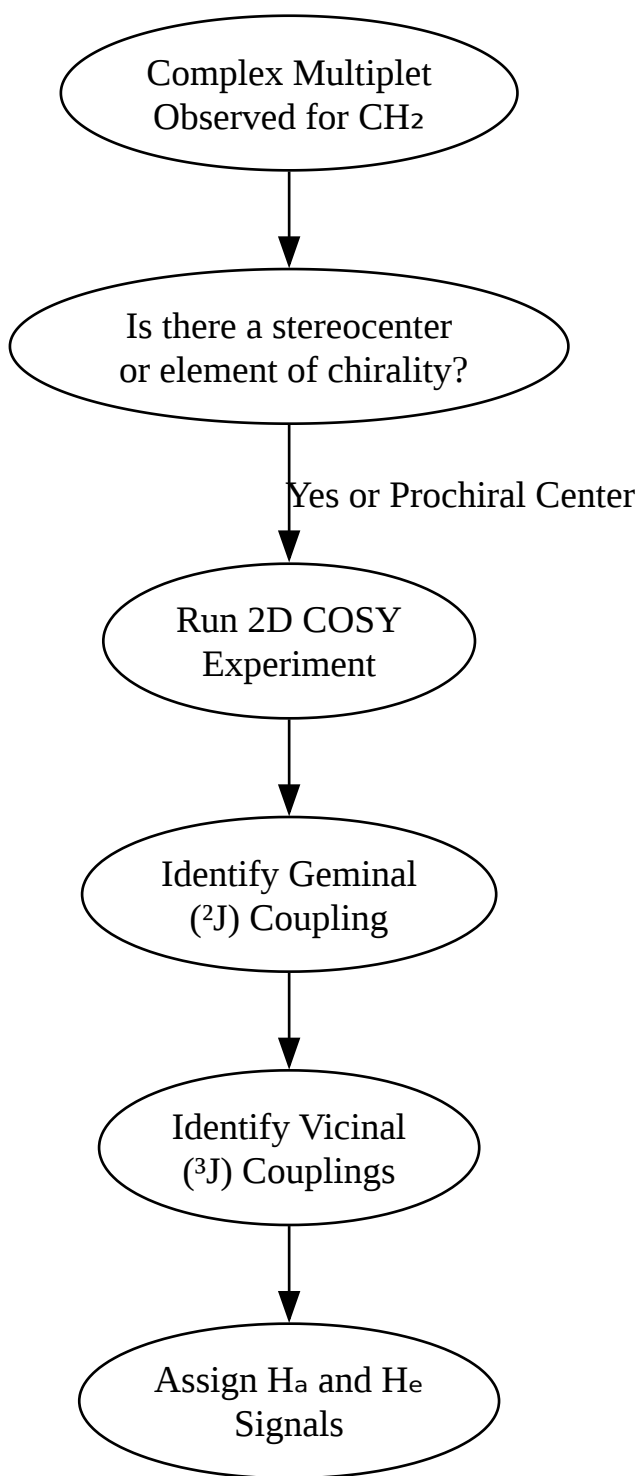 Complex Multiplet
Observed for CH₂
Is there a stereocenter
or element of chirality?
Yes or Prochiral Center
Run 2D COSY
Experiment
Identify Geminal
(²J) Coupling
Identify Vicinal
(³J) Couplings
Assign Hₐ and Hₑ
Signals